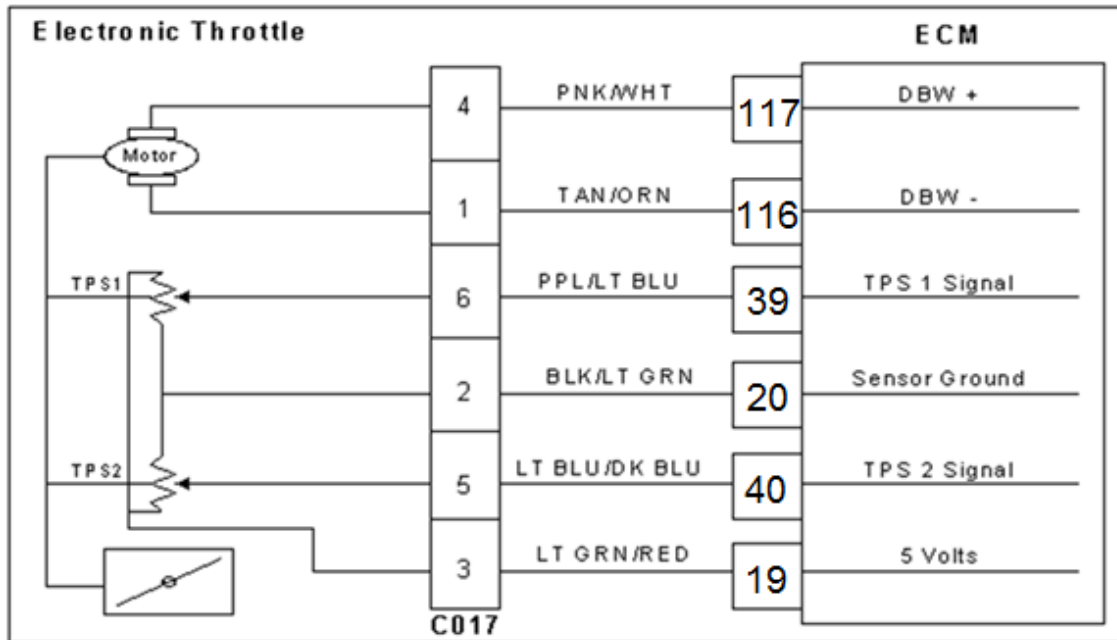 Electronic Throttle
ECM
4 PNK/WHT 117 DBW +
Motor
1 TAN/ORN 116 DBW -
TPS1
6 PPL/LT BLU 39 TPS 1 Signal
2 BLK/LT GRN 20 Sensor Ground
TPS2
5 LT BLU/DK BLU 40 TPS 2 Signal
3 LT GRN/RED 19 5 Volts
C017